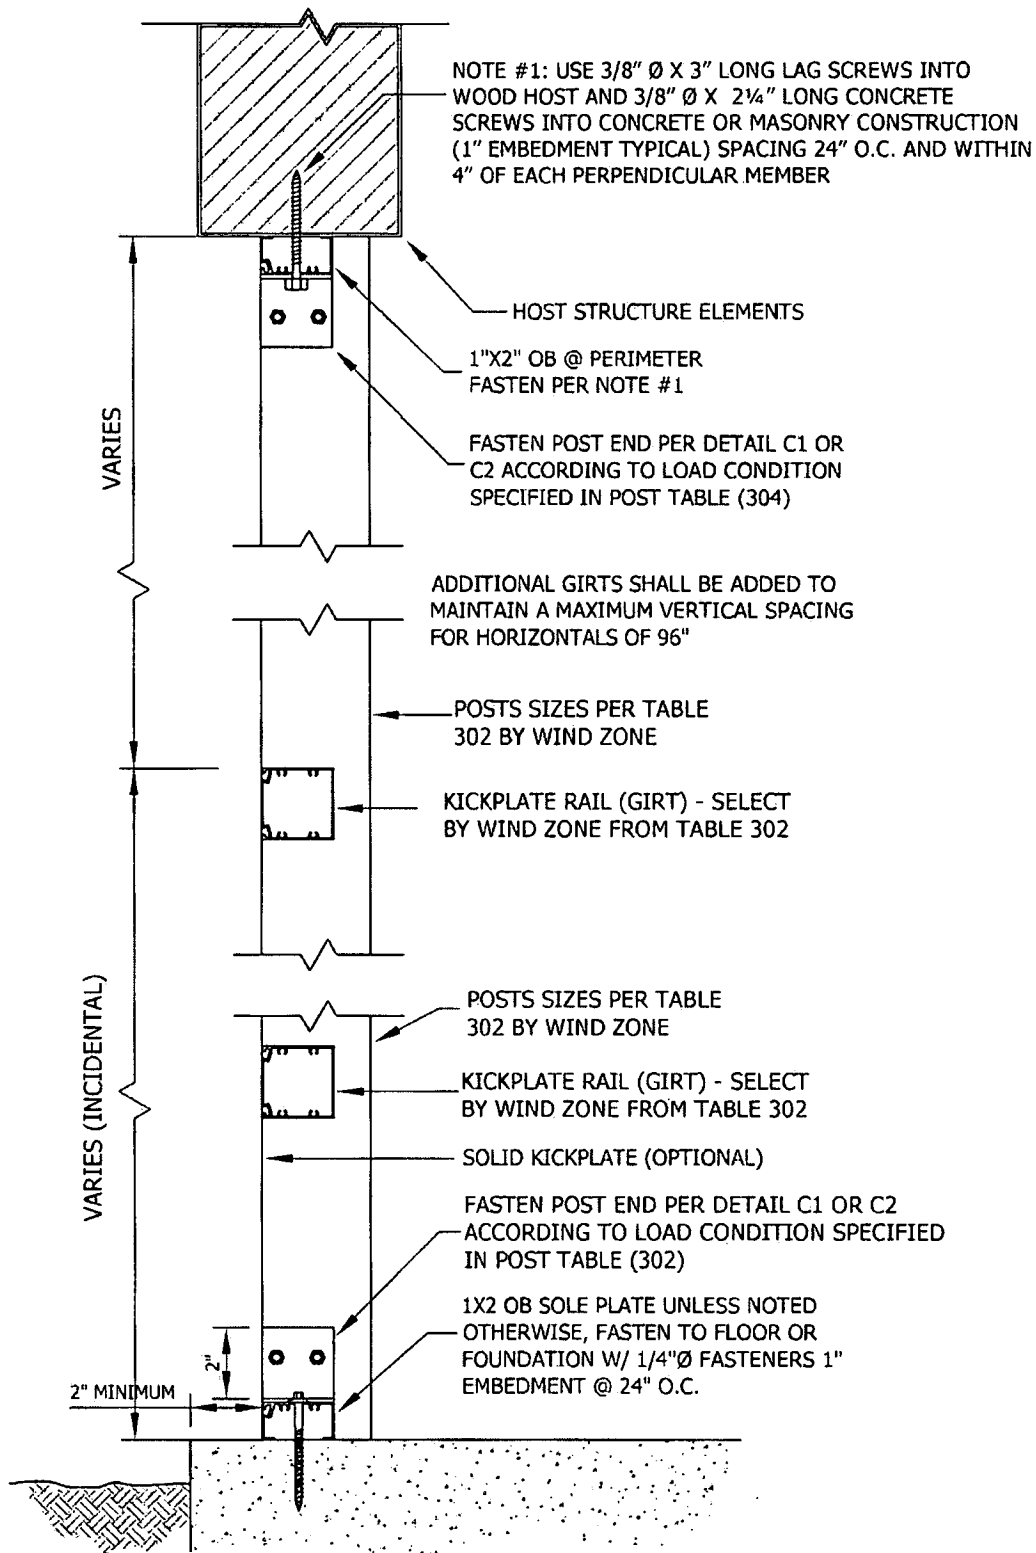 NOTE #1: USE 3/8" Ø X 3" LONG LAG SCREWS INTO
WOOD HOST AND 3/8" Ø X 2¼" LONG CONCRETE
SCREWS INTO CONCRETE OR MASONRY CONSTRUCTION
(1" EMBEDMENT TYPICAL) SPACING 24" O.C. AND WITHIN
4" OF EACH PERPENDICULAR MEMBER
HOST STRUCTURE ELEMENTS
1"X2" OB @ PERIMETER
FASTEN PER NOTE #1
VARIES
FASTEN POST END PER DETAIL C1 OR
C2 ACCORDING TO LOAD CONDITION
SPECIFIED IN POST TABLE (304)
ADDITIONAL GIRTS SHALL BE ADDED TO
MAINTAIN A MAXIMUM VERTICAL SPACING
FOR HORIZONTALS OF 96"
POSTS SIZES PER TABLE
302 BY WIND ZONE
KICKPLATE RAIL (GIRT) - SELECT
BY WIND ZONE FROM TABLE 302
VARIES (INCIDENTAL)
POSTS SIZES PER TABLE
302 BY WIND ZONE
KICKPLATE RAIL (GIRT) - SELECT
BY WIND ZONE FROM TABLE 302
SOLID KICKPLATE (OPTIONAL)
FASTEN POST END PER DETAIL C1 OR C2
ACCORDING TO LOAD CONDITION SPECIFIED
IN POST TABLE (302)
1X2 OB SOLE PLATE UNLESS NOTED
OTHERWISE, FASTEN TO FLOOR OR
FOUNDATION W/ 1/4"Ø FASTENERS 1"
EMBEDMENT @ 24" O.C.
2"
2" MINIMUM